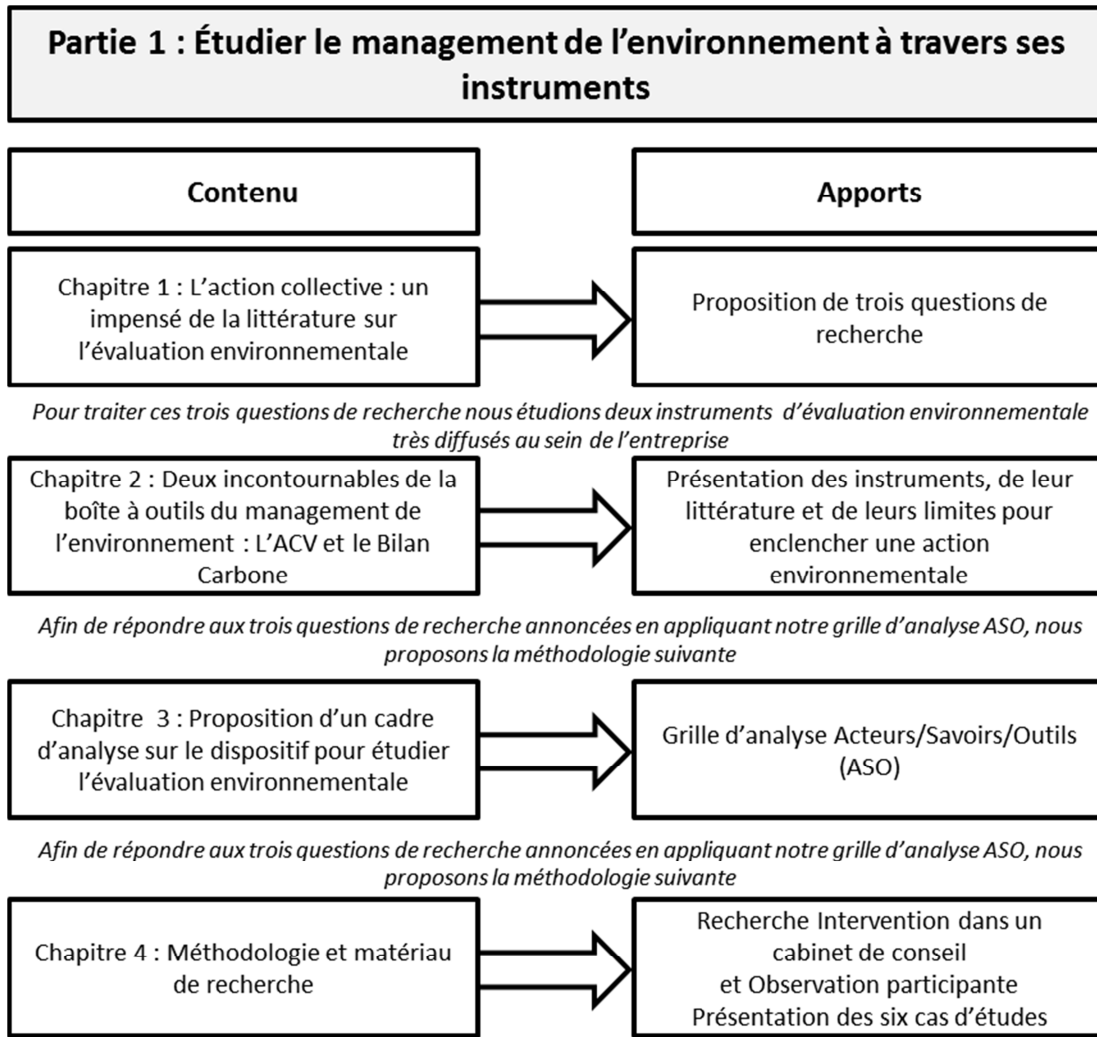 Partie 1 : Étudier le management de l'environnement à travers ses
instruments
Contenu
Apports
Chapitre 1 : L'action collective : un
impensé de la littérature sur
l'évaluation environnementale
Proposition de trois questions de
recherche
Pour traiter ces trois questions de recherche nous étudions deux instruments d'évaluation environnementale
très diffusés au sein de l'entreprise
Chapitre 2 : Deux incontournables de la
boîte à outils du management de
l'environnement : L'ACV et le Bilan
Carbone
Présentation des instruments, de leur
littérature et de leurs limites pour
enclencher une action
environnementale
Afin de répondre aux trois questions de recherche annoncées en appliquant notre grille d'analyse ASO, nous
proposons la méthodologie suivante
Chapitre 3 : Proposition d'un cadre
d'analyse sur le dispositif pour étudier
l'évaluation environnementale
Grille d'analyse Acteurs/Savoirs/Outils
(ASO)
Afin de répondre aux trois questions de recherche annoncées en appliquant notre grille d'analyse ASO, nous
proposons la méthodologie suivante
Chapitre 4 : Méthodologie et matériau
de recherche
Recherche Intervention dans un
cabinet de conseil
et Observation participante
Présentation des six cas d'études